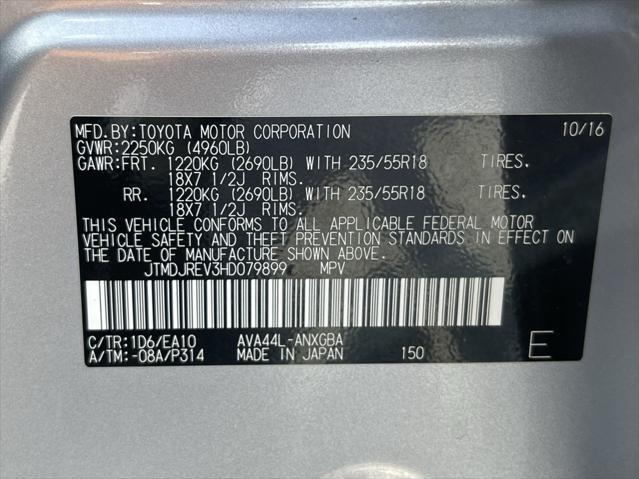 MFD.BY:TOYOTA MOTOR CORPORATION 10/16
GVWR:2250KG (4960LB)
GAWR:FRT. 1220KG (2690LB) WITH 235/55R18 TIRES.
18X7 1/2J RIMS.
RR. 1220KG (2690LB) WITH 235/55R18 TIRES.
18X7 1/2J RIMS.
THIS VEHICLE CONFORMS TO ALL APPLICABLE FEDERAL MOTOR
VEHICLE SAFETY AND THEFT PREVENTION STANDARDS IN EFFECT ON
THE DATE OF MANUFACTURE SHOWN ABOVE.
JTMDJREV3HD079899 MPV
C/TR:1D6/EA10 AVA44L-ANXGBA
A/TM:-08A/P314 MADE IN JAPAN 150 E